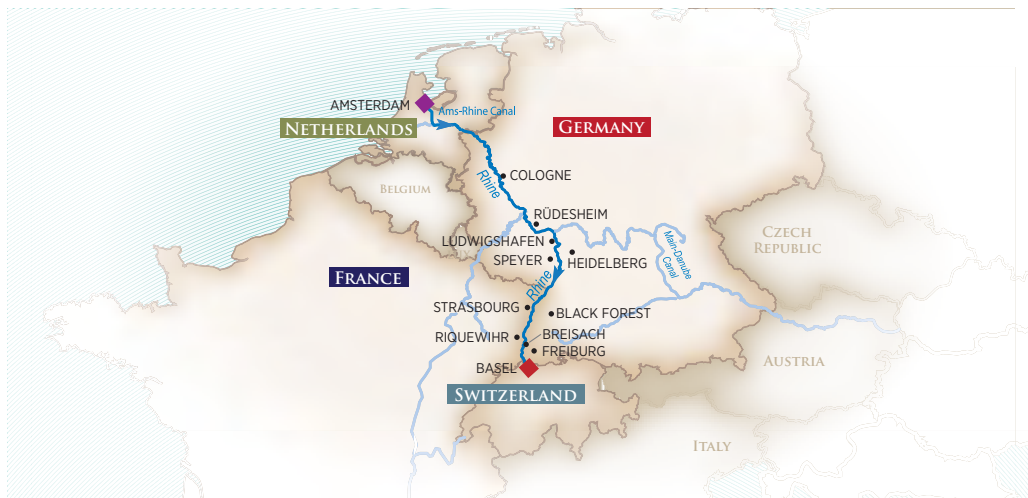 AMSTERDAM
Ams-Rhine Canal
NETHERLANDS
GERMANY
COLOGNE
BELGIUM
Rhine
RÜDESHEIM
LUDWIGSHAFEN
SPEYER
HEIDELBERG
Main-Danube
Canal
CZECH
REPUBLIC
FRANCE
Rhine
STRASBOURG
BLACK FOREST
RIQUEWIHR
BREISACH
FREIBURG
BASEL
AUSTRIA
SWITZERLAND
ITALY